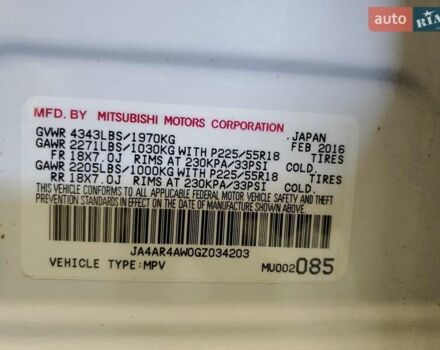 auto RIA
MFD. BY MITSUBISHI MOTORS CORPORATION
GVWR 4343LBS/1970KG JAPAN FEB 2016
GAWR 2271LBS/1030KG WITH P225/55R18 TIRES
FR 18X7.0J RIMS AT 230KPA/33PSI COLD.
GAWR 2205LBS/1000KG WITH P225/55R18 TIRES
RR 18X7.0J RIMS AT 230KPA/33PSI COLD.
THIS VEHICLE CONFORMS TO ALL APPLICABLE FEDERAL MOTOR VEHICLE SAFETY AND THEFT
PREVENTION STANDARDS IN EFFECT ON THE DATE OF MANUFACTURE SHOWN ABOVE.
JA4AR4AW0GZ034203
VEHICLE TYPE:MPV MU002085